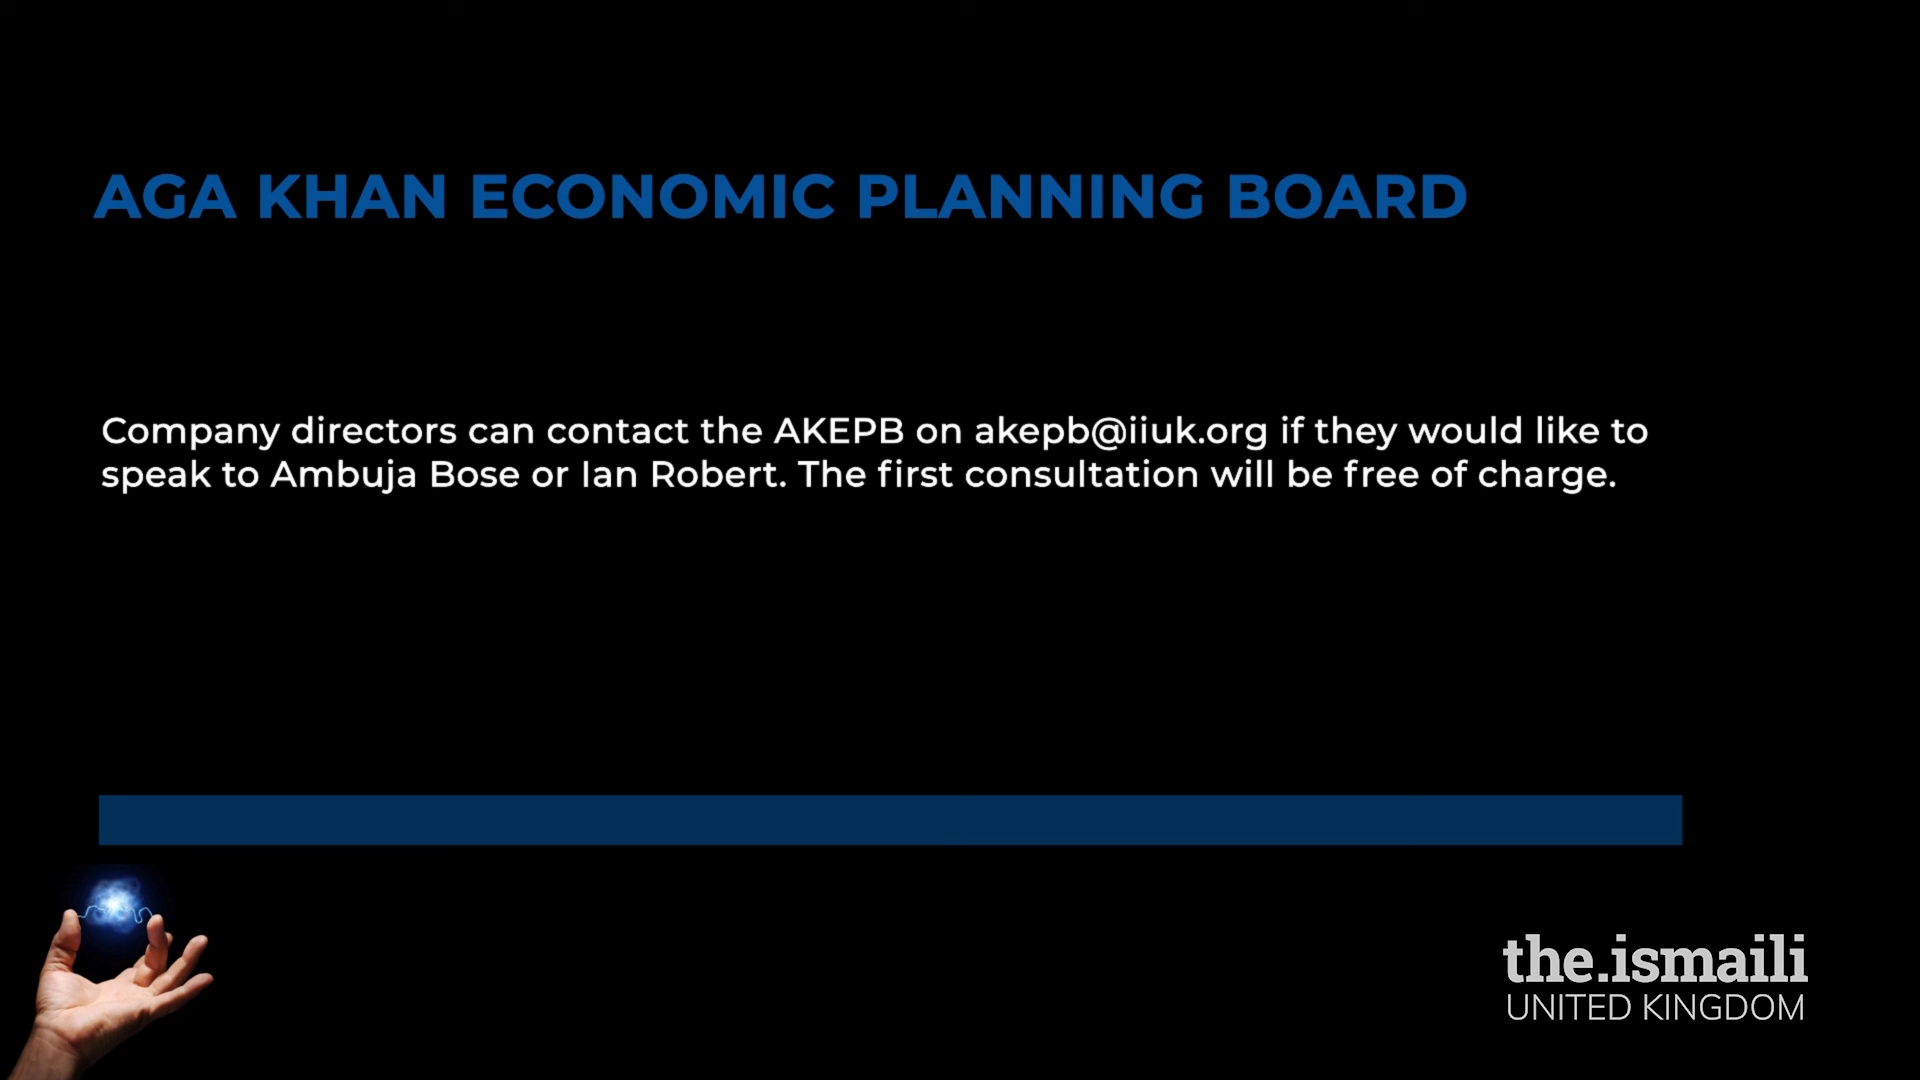 AGA KHAN ECONOMIC PLANNING BOARD
Company directors can contact the AKEPB on akepb@iiuk.org if they would like to
speak to Ambuja Bose or Ian Robert. The first consultation will be free of charge.
the.ismaili
UNITED KINGDOM